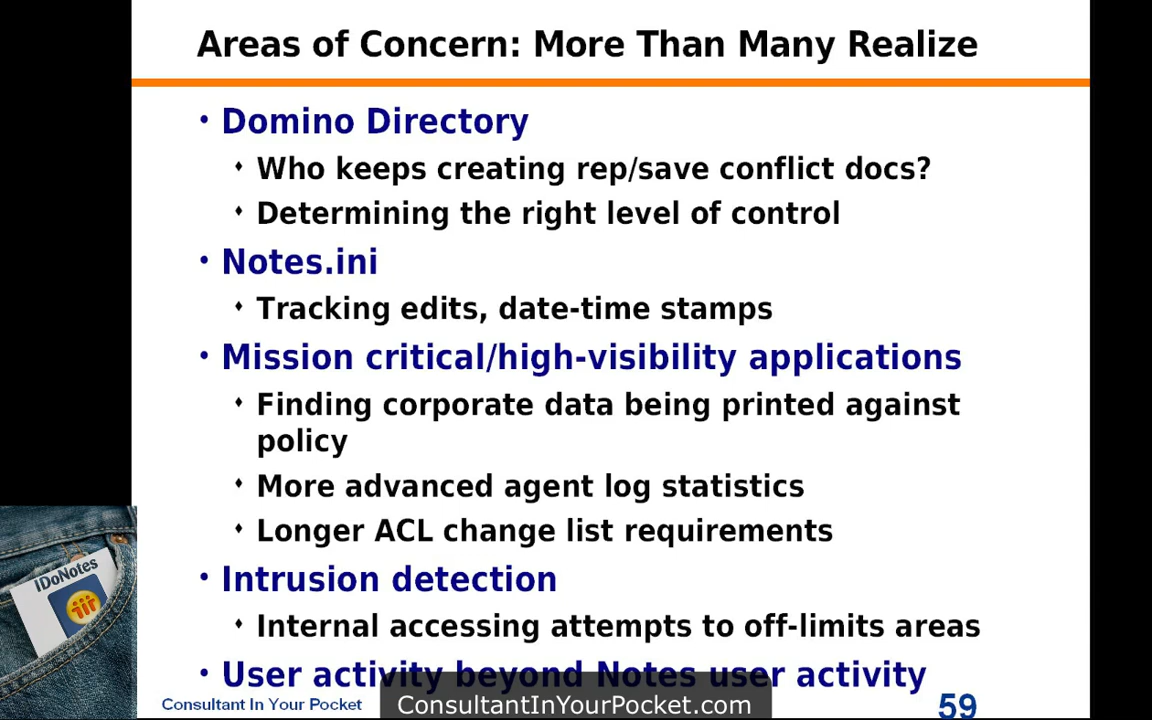 Areas of Concern: More Than Many Realize
• Domino Directory
♦ Who keeps creating rep/save conflict docs?
♦ Determining the right level of control
• Notes.ini
♦ Tracking edits, date-time stamps
• Mission critical/high-visibility applications
♦ Finding corporate data being printed against
policy
♦ More advanced agent log statistics
♦ Longer ACL change list requirements
• Intrusion detection
♦ Internal accessing attempts to off-limits areas
• User activity beyond Notes user activity
IDoNotes
Consultant In Your Pocket
ConsultantInYourPocket.com
59